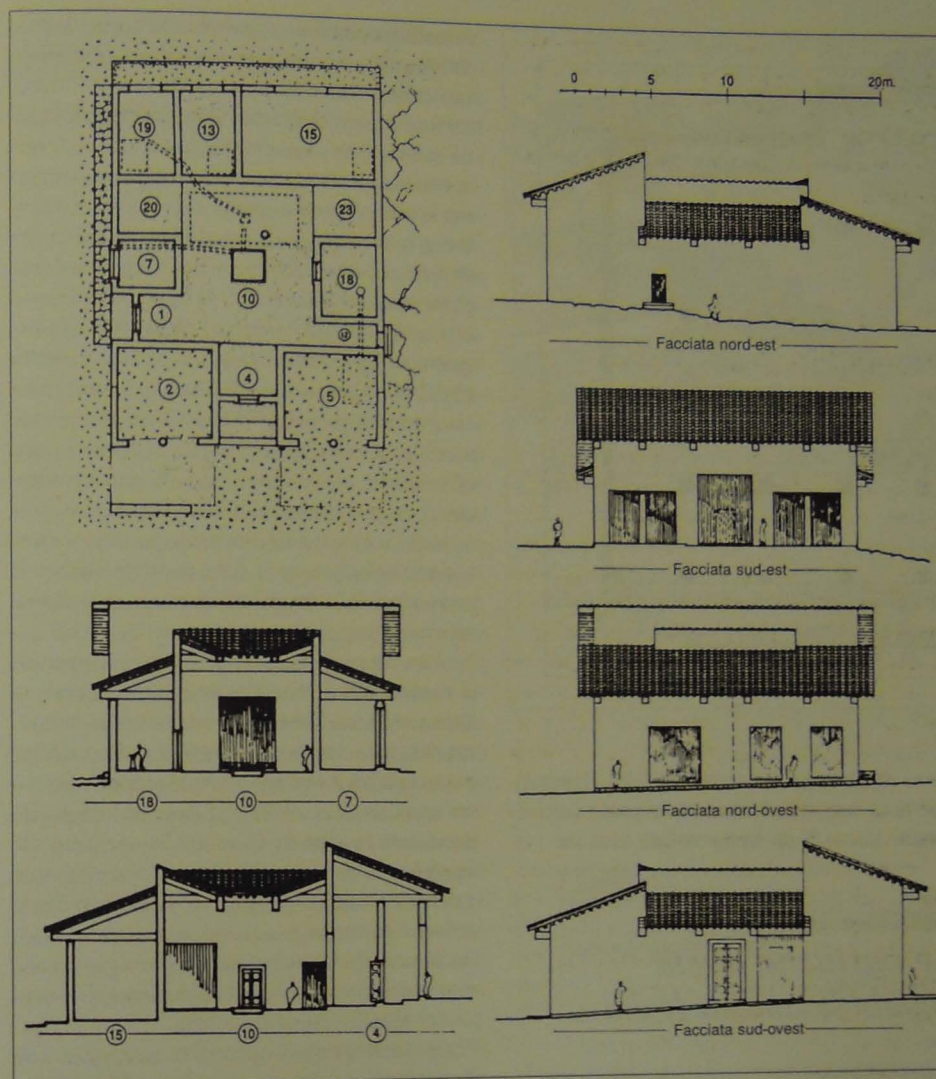 0 5 10 20m.
19 13 15
20 23
7 18
10
1
2 4 5
Facciata nord-est
Facciata sud-est
18 10 7
Facciata nord-ovest
15 10 4
Facciata sud-ovest